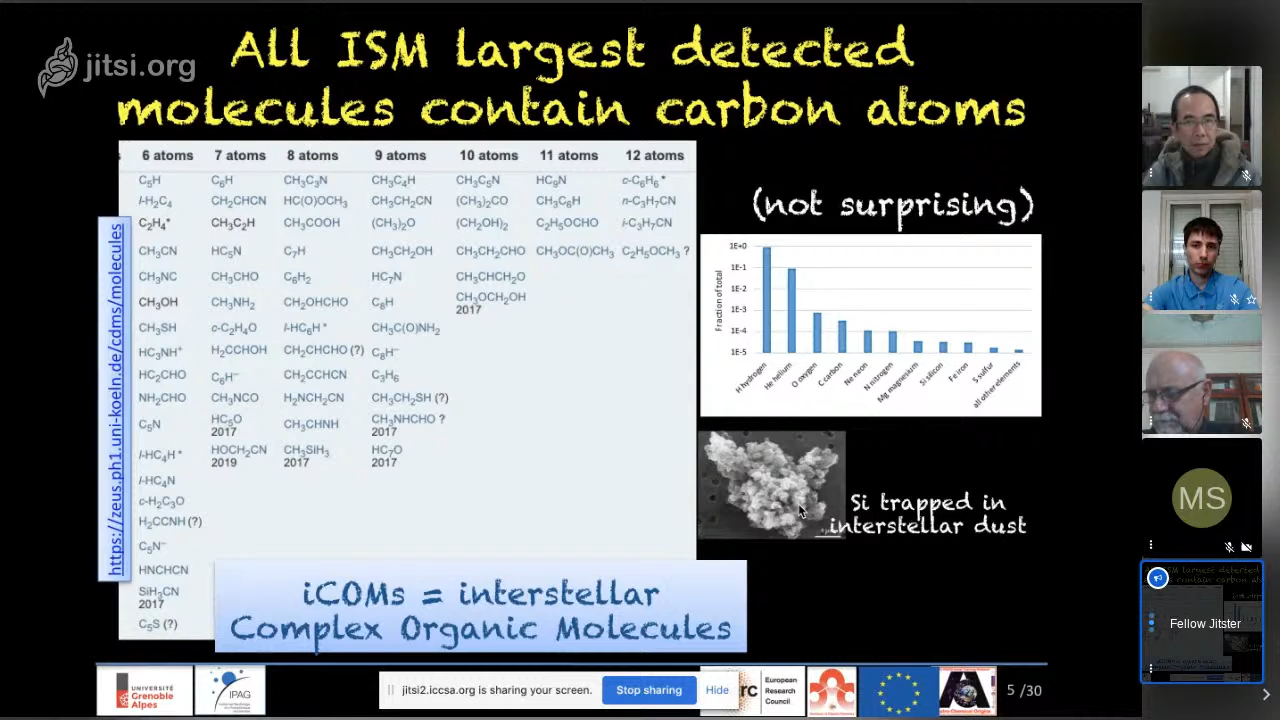 jitsi.org
All ISM largest detected
molecules contain carbon atoms
6 atoms 7 atoms 8 atoms 9 atoms 10 atoms 11 atoms 12 atoms
C₅H C₆H CH₃C₃N CH₃C₄H CH₃C₅N HC₉N c-C₆H₆*
l-H₂C₄ CH₂CHCN HC(O)OCH₃ CH₃CH₂CN (CH₃)₂CO CH₃C₆H n-C₃H₇CN
C₂H₄* CH₃C₂H CH₃COOH (CH₃)₂O (CH₂OH)₂ C₂H₅OCHO i-C₃H₇CN
CH₃CN HC₅N C₇H CH₃CH₂OH CH₃CH₂CHO CH₃OC(O)CH₃ C₂H₅OCH₃ ?
CH₃NC CH₃CHO C₆H₂ HC₇N CH₃CHCH₂O
CH₃OH CH₃NH₂ CH₂OHCHO C₈H CH₃OCH₂OH
2017
CH₃SH c-C₂H₄O l-HC₆H* CH₃C(O)NH₂
HC₃NH⁺ H₂CCHOH CH₂CHCHO (?) C₈H⁻
HC₂CHO C₆H⁻ CH₂CCHCN C₃H₆
NH₂CHO CH₃NCO H₂NCH₂CN CH₃CH₂SH (?)
C₅N HC₅O CH₃CHNH CH₃NHCHO ?
2017 2017
l-HC₄H* HOCH₂CN CH₃SiH₃ HC₇O
2019 2017 2017
l-HC₄N
c-H₂C₃O
H₂CCNH (?)
C₅N⁻
HNCHCN
SiH₃CN
2017
C₅S (?)
https://zeus.ph1.uni-koeln.de/cdms/molecules
(not surprising)
Fraction of total
1E+0
1E-1
1E-2
1E-3
1E-4
1E-5
H hydrogen
He helium
O oxygen
C carbon
Ne neon
N nitrogen
Mg magnesium
Si silicon
Fe iron
S sulfur
all other elements
Si trapped in
interstellar dust
iCOMs = interstellar
Complex Organic Molecules
UNIVERSITÉ
Grenoble
Alpes
IPAG
jitsi2.iccsa.org is sharing your screen. Stop sharing Hide
rc
European
Research
Council
5 /30
MS
Fellow Jitster